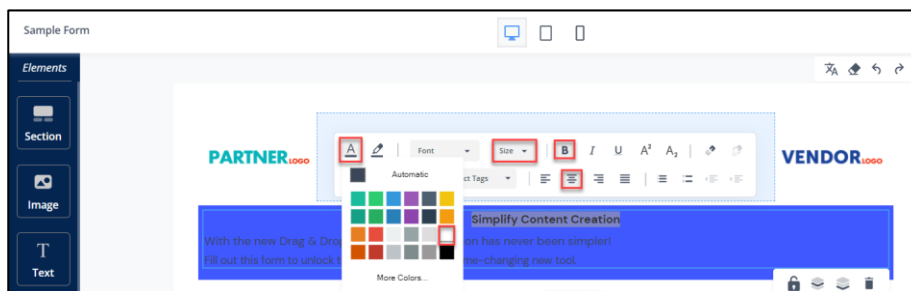 Sample Form
Elements
Section
Image
T
Text
PARTNER LOGO
A
Font
Size
B I U A² A₂
VENDOR LOGO
ct Tags
Automatic
More Colors...
Simplify Content Creation
With the new Drag & Dro on has never been simpler!
Fill out this form to unlock t me-changing new tool.